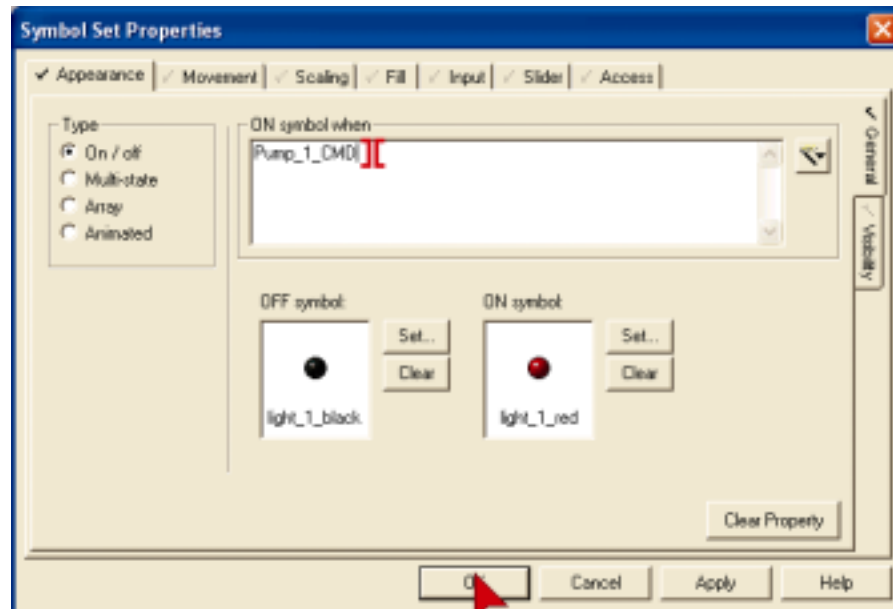 Symbol Set Properties
Appearance
Movement
Scaling
Fill
Input
Slider
Access
General
Visibility
Type
On / off
Multi-state
Array
Animated
ON symbol when
Pump_1_CMD
OFF symbol:
Set...
Clear
light_1_black
ON symbol:
Set...
Clear
light_1_red
Clear Property
Cancel
Apply
Help